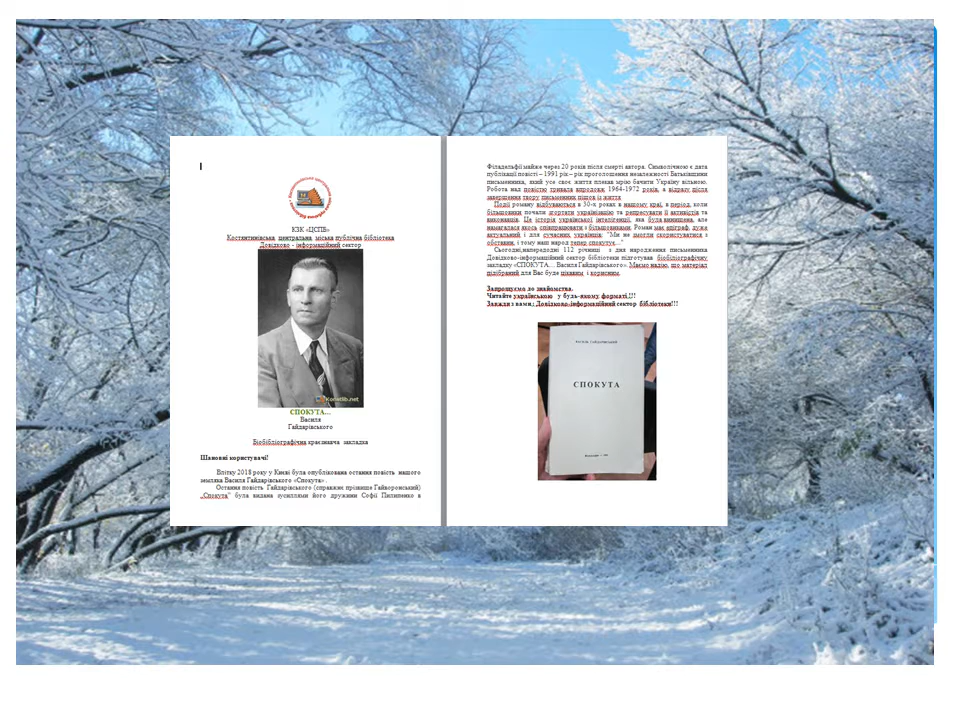 КЗК «ЦСПБ»
Костянтинівська центральна міська публічна бібліотека
Довідково - інформаційний сектор
Konetlib.net
СПОКУТА…
Василя
Гайдарівського
Біобібліографічна краєзнавча закладка
Шановні користувачі!
Влітку 2018 року у Києві була опублікована остання повість нашого
земляка Василя Гайдарівського «Спокута» .
Остання повість Гайдарівського (справжнє прізвище Гайворонський)
„Спокута" була видана зусиллями його дружини Софії Пилипенко в
Філадельфії майже через 20 років після смерті автора. Символічною є дата
публікації повісті – 1991 рік – рік проголошення незалежності Батьківщини
письменника, який усе своє життя плекав мрію бачити Україну вільною.
Робота над повістю тривала впродовж 1964-1972 років, а відразу після
завершення твору письменник пішов із життя
Події роману відбуваються в 30-х роках в нашому краї, в період, коли
більшовики почали згортати українізацію та репресувати її активістів та
виконавців. Це історія української інтелігенції, яка була винищена, але
намагалася якось співпрацювати з більшовиками. Роман має епіграф, дуже
актуальний і для сучасних українців: "Ми не змогли скористуватися з
обставин, і тому наш народ тепер спокутує..."
Сьогодні,напередодні 112 річниці з дня народження письменника
Довідково-інформаційний сектор бібліотеки підготував біобібліографічну
закладку «СПОКУТА… Василя Гайдарівського». Маємо надію, що матеріал
підібраний для Вас буде цікавим і корисним.
Запрошуємо до знайомства.
Читайте українською у будь-якому форматі.!!!
Завжди з вами.: Довідково-інформаційний сектор бібліотеки!!!
СПОКУТА